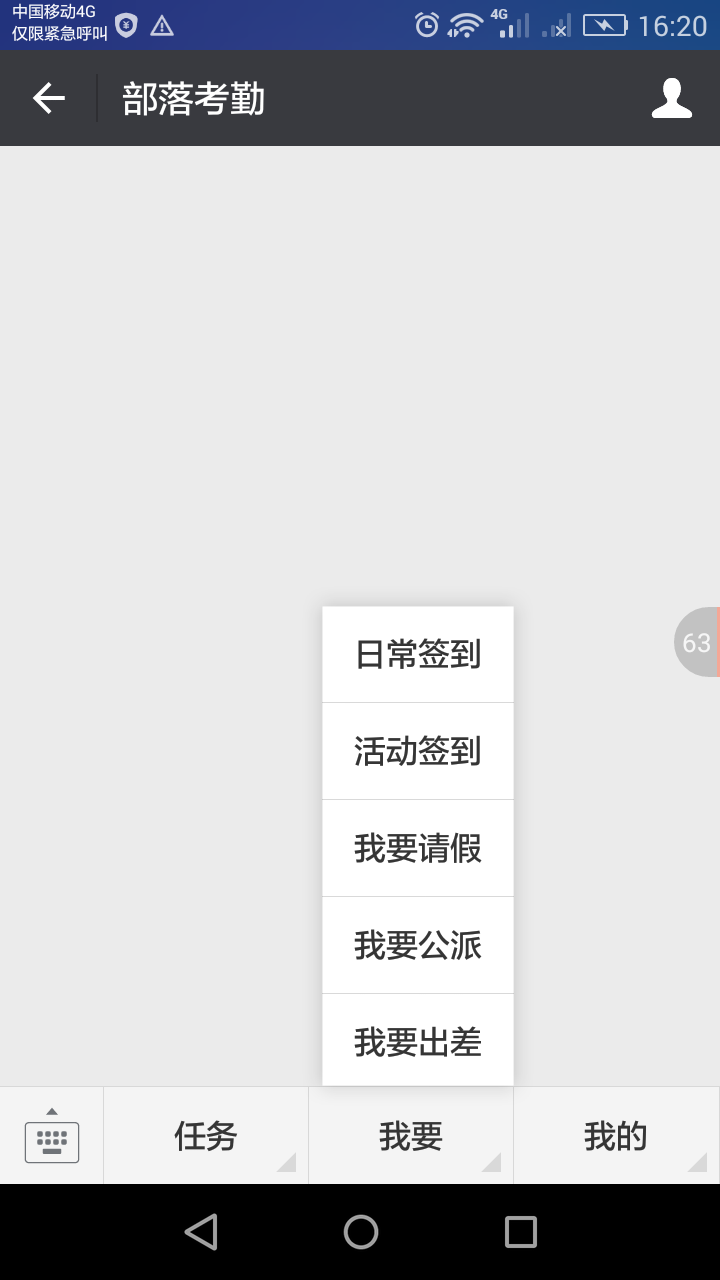 中国移动4G
仅限紧急呼叫
4G
16:20
部落考勤
63
日常签到
活动签到
我要请假
我要公派
我要出差
任务
我要
我的